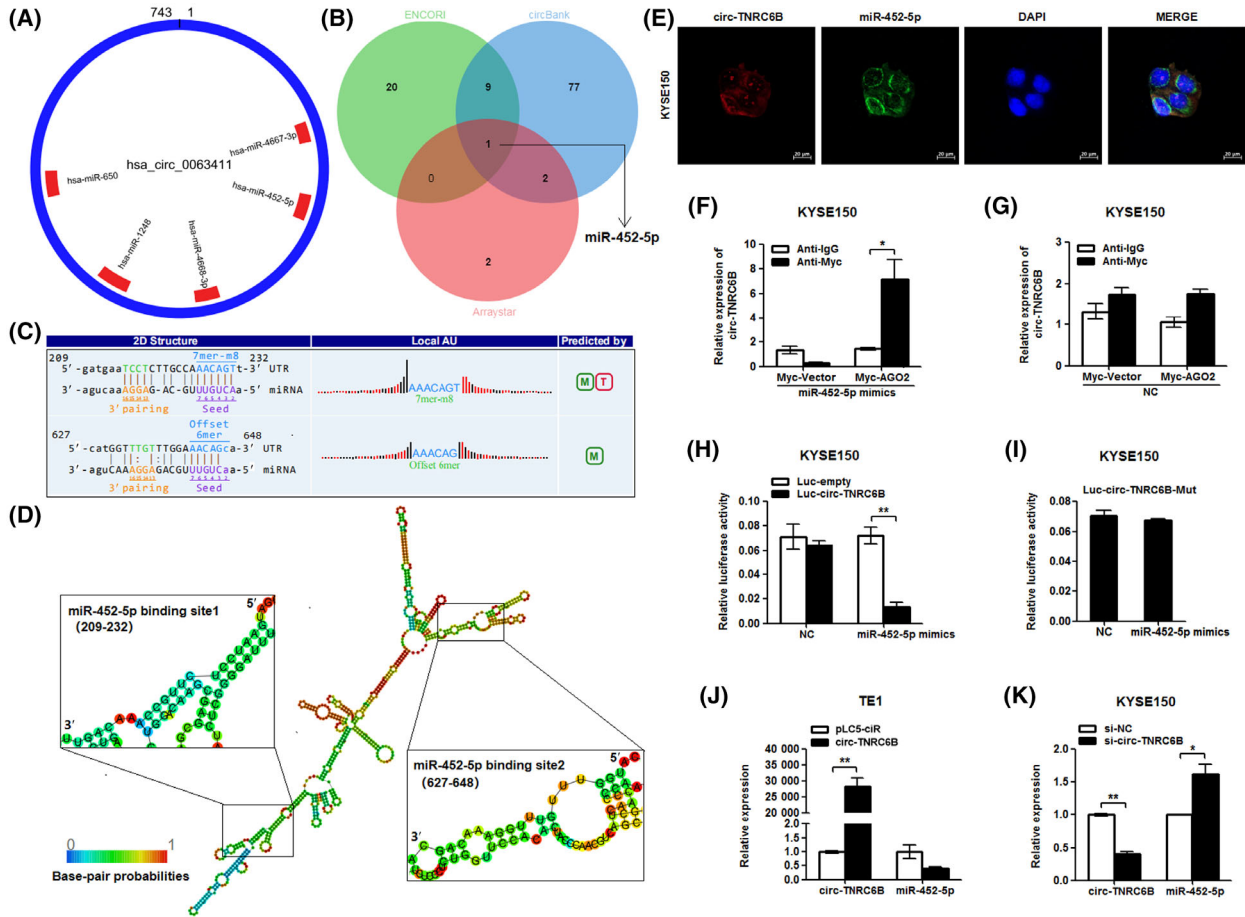 (A)
743
1
hsa-miR-4667-3p
hsa_circ_0063411
hsa-miR-650
hsa-miR-452-5p
hsa-miR-1248
hsa-miR-4668-3p
(B)
ENCORI
circBank
20
9
77
1
0
2
miR-452-5p
2
Arraystar
(C)
2D Structure
Local AU
Predicted by
209
7mer-m8
232
5'-gatgaaTCCTCTTGCCAAACAGTt-3' UTR
3'-agucaaAGGAG-AC-GUUUGUCAa-5' miRNA
3'pairing
Seed
AAACAGT
7mer-m8
M T
627
Offset
6mer
648
5'-catGGTTTGTTTGGAAACAGca-3' UTR
3'-aguCAAAGGAGACGUUUGUCaa-5' miRNA
3'pairing
Seed
AAACAG
Offset 6mer
M
(D)
miR-452-5p binding site1
(209-232)
5'
3'
miR-452-5p binding site2
(627-648)
5'
3'
0
1
Base-pair probabilities
(E)
circ-TNRC6B
miR-452-5p
DAPI
MERGE
KYSE150
20 µm
20 µm
20 µm
20 µm
(F)
KYSE150
Relative expression of
circ-TNRC6B
10
8
6
4
2
0
Anti-IgG
Anti-Myc
*
Myc-Vector
Myc-AGO2
miR-452-5p mimics
(G)
KYSE150
Relative expression of
circ-TNRC6B
3
2
1
0
Anti-IgG
Anti-Myc
Myc-Vector
Myc-AGO2
NC
(H)
KYSE150
Relative luciferase activity
0.10
0.08
0.06
0.04
0.02
0.00
Luc-empty
Luc-circ-TNRC6B
**
NC
miR-452-5p mimics
(I)
KYSE150
Relative luciferase activity
0.10
0.08
0.06
0.04
0.02
0.00
Luc-circ-TNRC6B-Mut
NC
miR-452-5p mimics
(J)
TE1
Relative expression
40 000
35 000
30 000
25 000
20 000
1.5
1.0
0.5
0.0
pLC5-ciR
circ-TNRC6B
**
circ-TNRC6B
miR-452-5p
(K)
KYSE150
Relative expression
2.0
1.5
1.0
0.5
0.0
si-NC
si-circ-TNRC6B
**
*
circ-TNRC6B
miR-452-5p